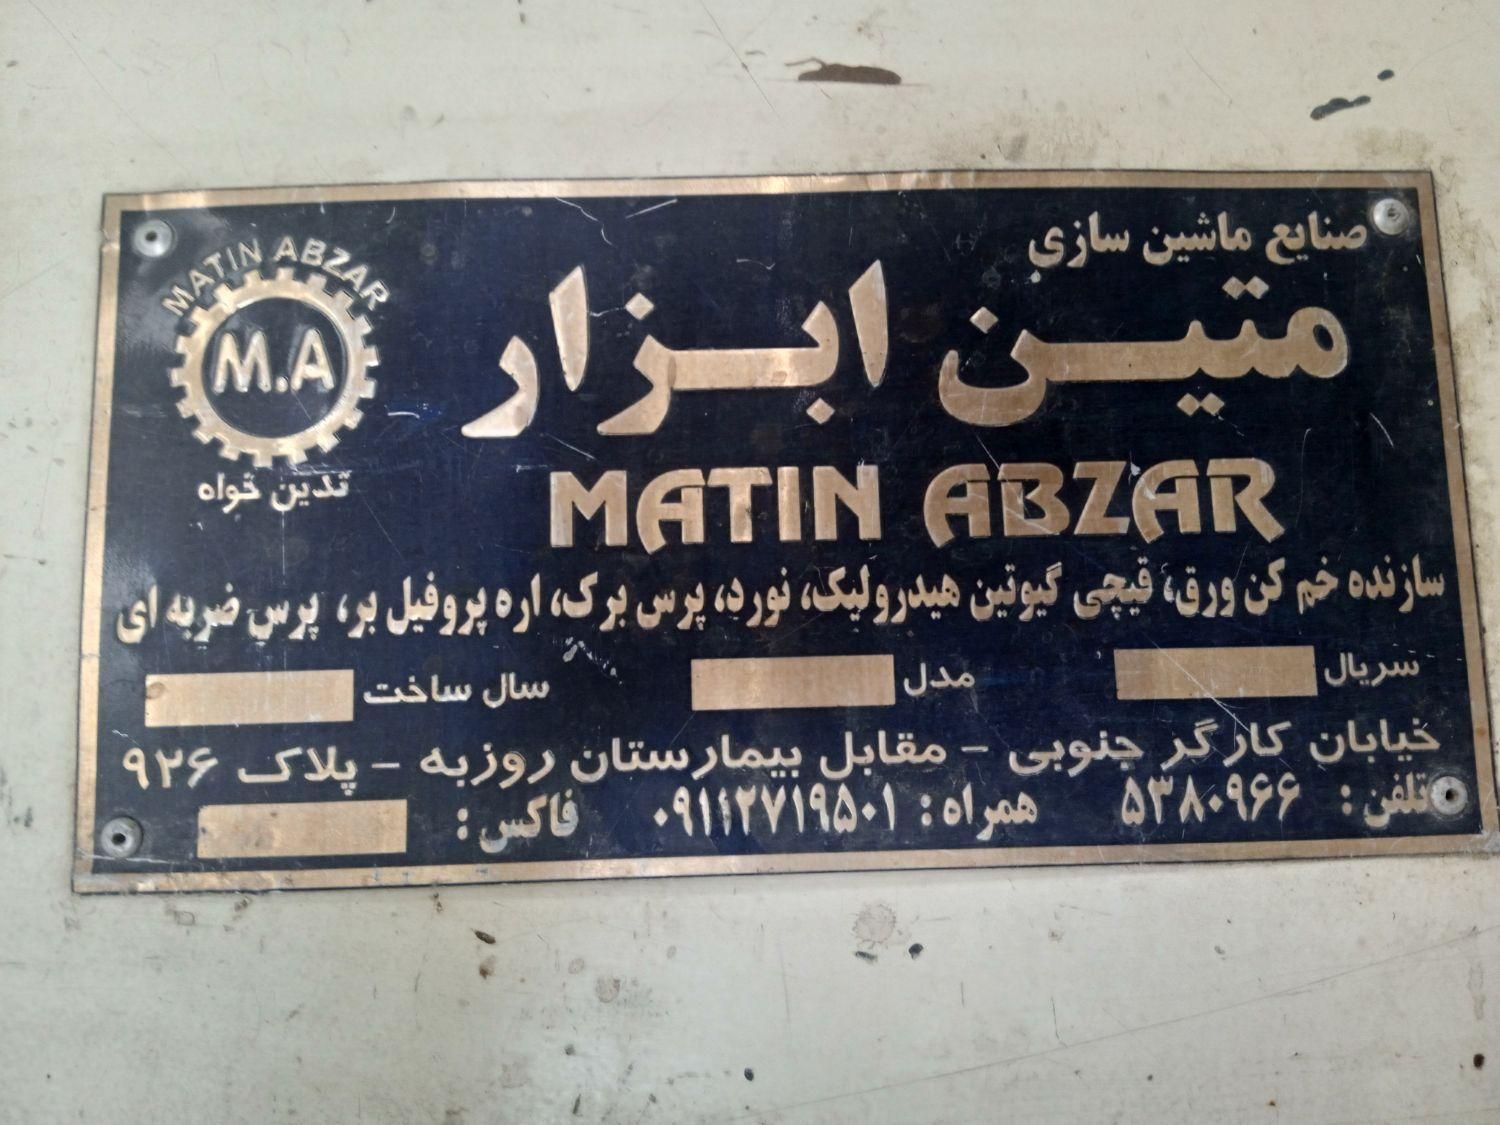 صنایع ماشین سازی
متین ابزار
MATIN ABZAR
MATIN ABZAR
M.A
تدین خواه
سازنده خم کن ورق، قیچی گیوتین هیدرولیک، نورد، پرس برک، اره پروفیل بر، پرس ضربه ای
سریال مدل سال ساخت
خیابان کارگر جنوبی - مقابل بیمارستان روزبه - پلاک ۹۲۶
تلفن : ۵۳۸۰۹۶۶ همراه : ۰۹۱۱۲۷۱۹۵۰۱ فاکس :